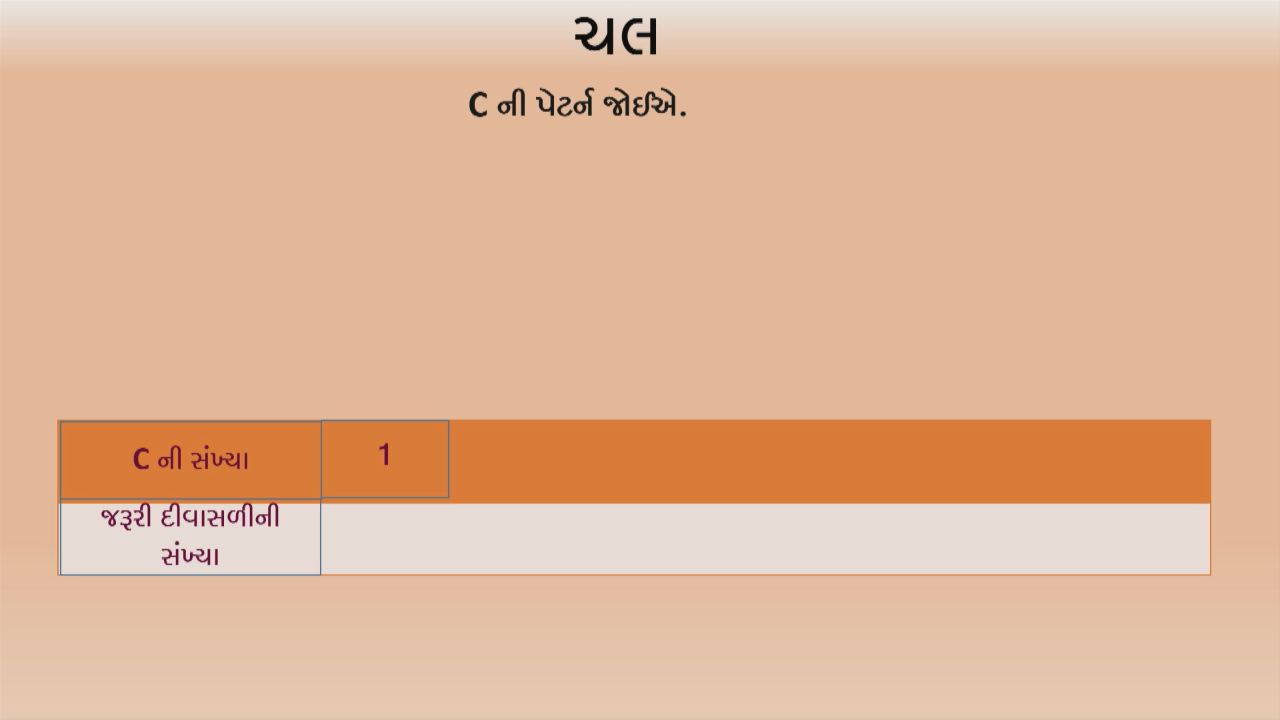 ચલ
C ની પેટર્ન જોઈએ.
C ની સંખ્યા
1
જરૂરી દીવાસળીની
સંખ્યા